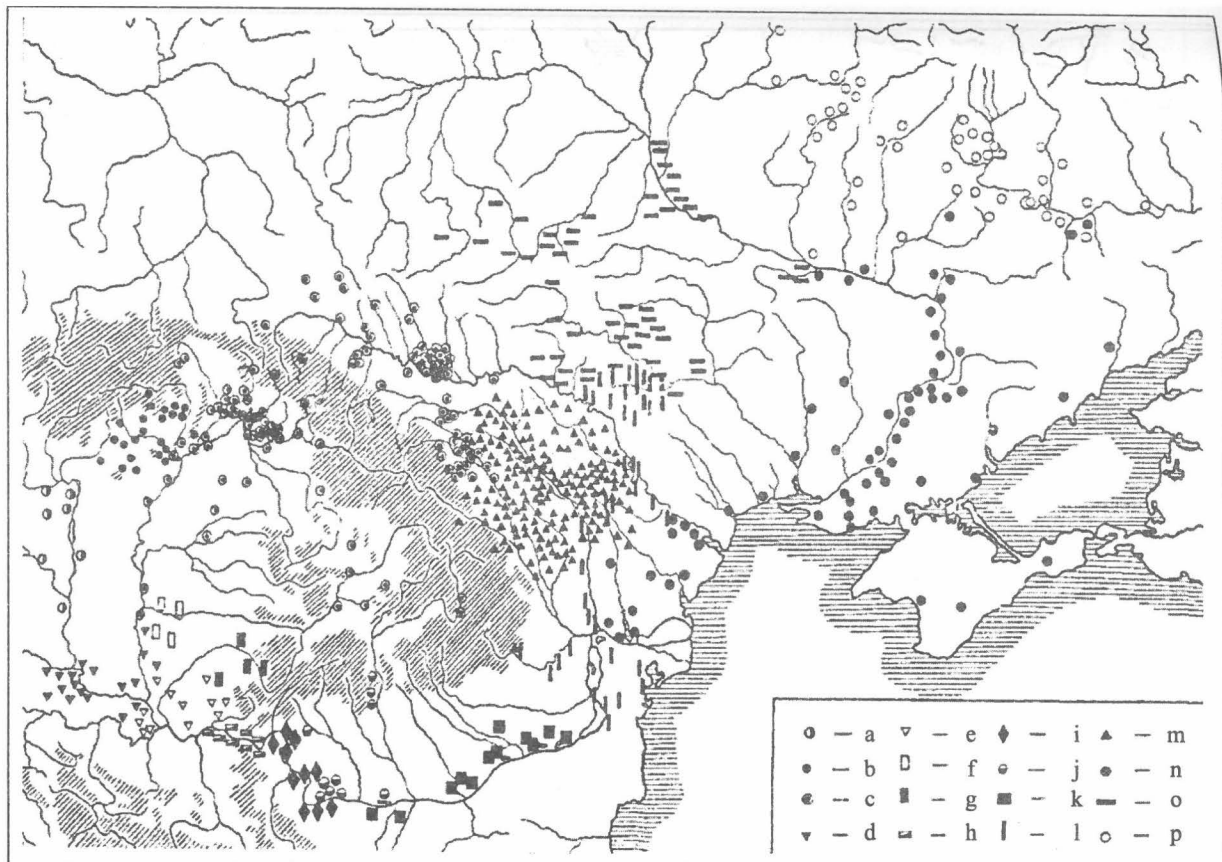 — a — e — i — m
— b — f — j — n
— c — g — k — o
— d — h — l — p